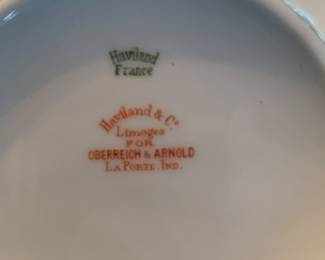 Haviland
France
Haviland & Co
Limoges
FOR
OBERREICH & ARNOLD
LA PORTE, IND.